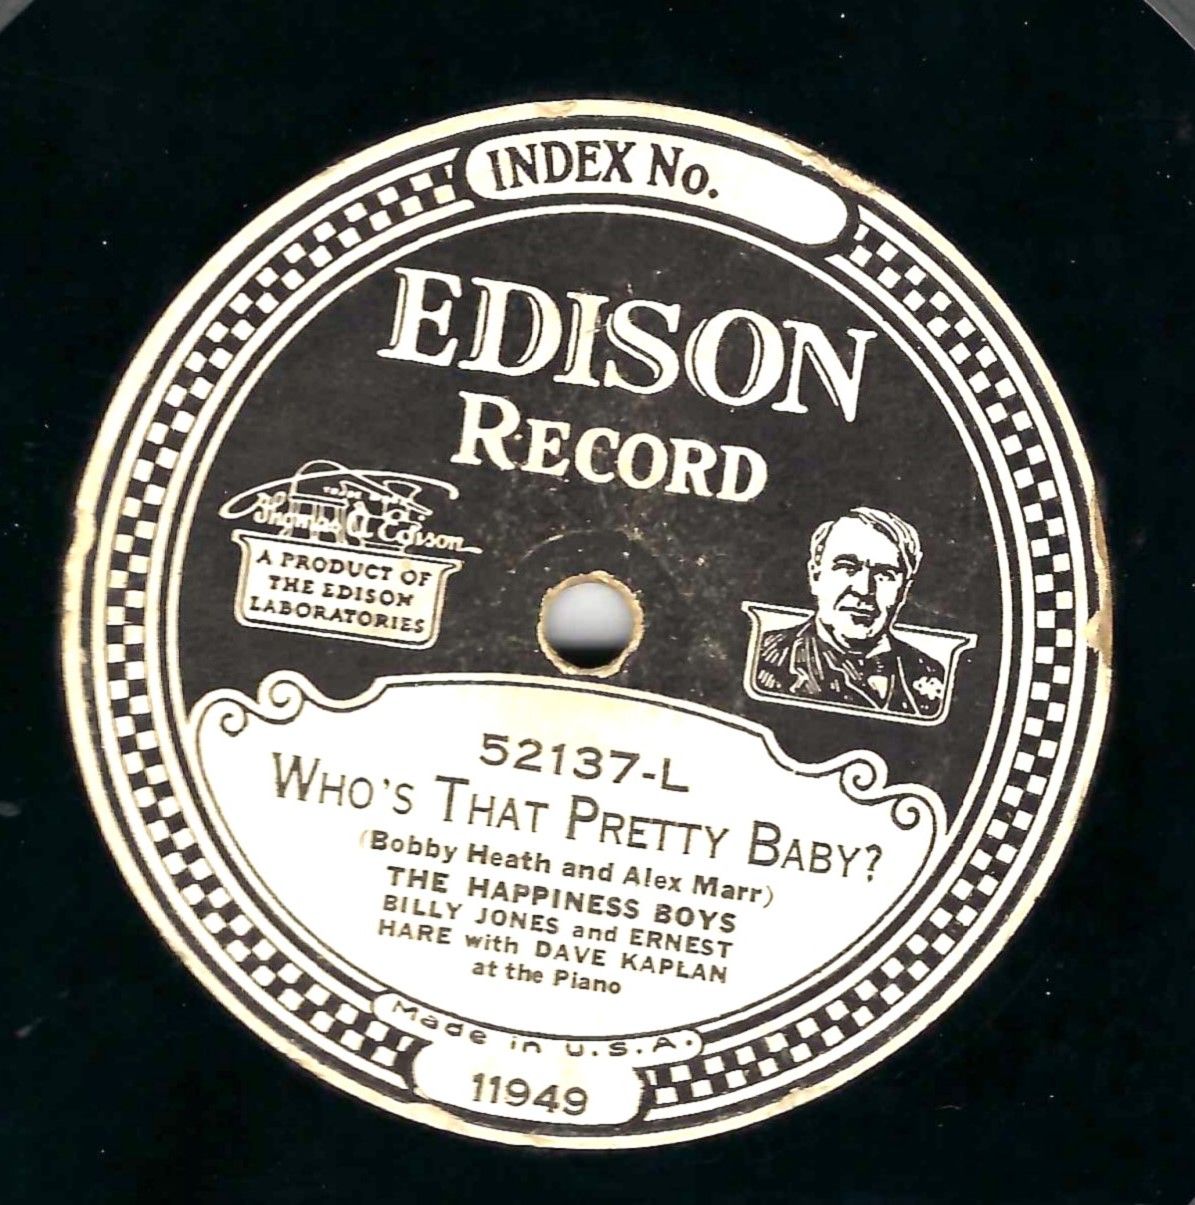 INDEX No.
EDISON
RECORD
TRADE MARK
Thomas A Edison
A PRODUCT OF
THE EDISON
LABORATORIES
52137-L
WHO'S THAT PRETTY BABY?
(Bobby Heath and Alex Marr)
THE HAPPINESS BOYS
BILLY JONES and ERNEST
HARE with DAVE KAPLAN
at the Piano
Made in U.S.A.
11949